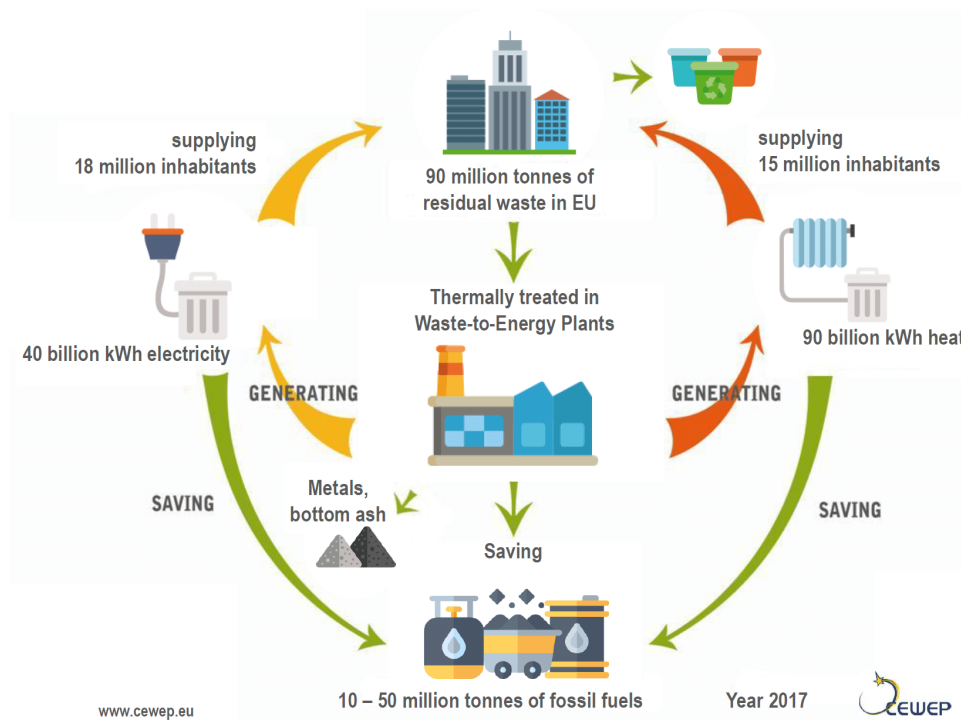 supplying
18 million inhabitants
supplying
15 million inhabitants
90 million tonnes of
residual waste in EU
Thermally treated in
Waste-to-Energy Plants
40 billion kWh electricity
90 billion kWh heat
GENERATING
GENERATING
Metals,
bottom ash
SAVING
SAVING
Saving
10 – 50 million tonnes of fossil fuels
Year 2017
www.cewep.eu
CEWEP